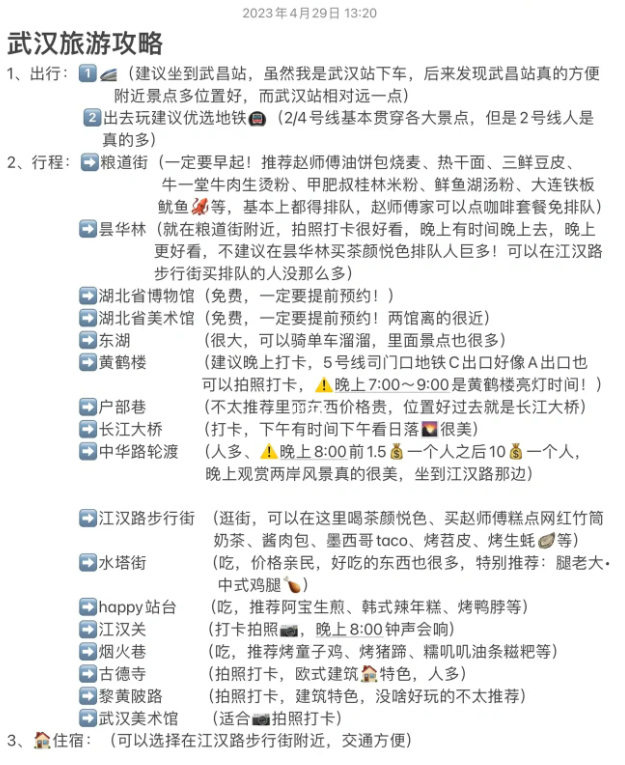 2023年4月29日 13:20
武汉旅游攻略
1、出行：1️⃣🚄（建议坐到武昌站，虽然我是武汉站下车，后来发现武昌站真的方便
附近景点多位置好，而武汉站相对远一点）
2️⃣出去玩建议优选地铁🚇（2/4号线基本贯穿各大景点，但是2号线人是
真的多）
2、行程：➡️粮道街（一定要早起！推荐赵师傅油饼包烧麦、热干面、三鲜豆皮、
牛一堂牛肉生烫粉、甲肥叔桂林米粉、鲜鱼湖汤粉、大连铁板
鱿鱼🦑等，基本上都得排队，赵师傅家可以点咖啡套餐免排队）
➡️昙华林（就在粮道街附近，拍照打卡很好看，晚上有时间晚上去，晚上
更好看，不建议在昙华林买茶颜悦色排队人巨多！可以在江汉路
步行街买排队的人没那么多）
➡️湖北省博物馆（免费，一定要提前预约！）
➡️湖北省美术馆（免费，一定要提前预约！两馆离的很近）
➡️东湖（很大，可以骑单车溜溜，里面景点也很多）
➡️黄鹤楼（建议晚上打卡，5号线司门口地铁C出口好像A出口也
可以拍照打卡，⚠️晚上7:00～9:00是黄鹤楼亮灯时间！）
➡️户部巷（不太推荐里面东西价格贵，位置好过去就是长江大桥）
➡️长江大桥（打卡，下午有时间下午看日落🌄很美）
➡️中华路轮渡（人多、⚠️晚上8:00前1.5💰一个人之后10💰一个人，
晚上观赏两岸风景真的很美，坐到江汉路那边）
➡️江汉路步行街（逛街，可以在这里喝茶颜悦色、买赵师傅糕点网红竹筒
奶茶、酱肉包、墨西哥taco、烤苕皮、烤生蚝🦪等）
➡️水塔街（吃，价格亲民，好吃的东西也很多，特别推荐：腿老大•
中式鸡腿🍗）
➡️happy站台（吃，推荐阿宝生煎、韩式辣年糕、烤鸭脖等）
➡️江汉关（打卡拍照📷，晚上8:00钟声会响）
➡️烟火巷（吃，推荐烤童子鸡、烤猪蹄、糯叽叽油条糍粑等）
➡️古德寺（拍照打卡，欧式建筑🏠特色，人多）
➡️黎黄陂路（拍照打卡，建筑特色，没啥好玩的不太推荐）
➡️武汉美术馆（适合📷拍照打卡）
3、🏠住宿：（可以选择在江汉路步行街附近，交通方便）